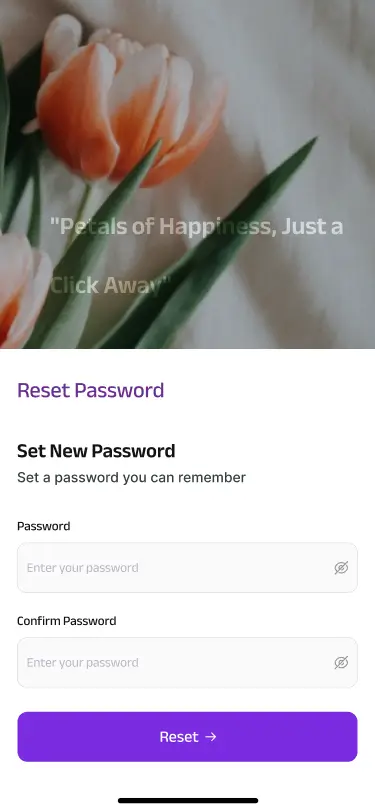 "Petals of Happiness, Just a
Click Away"
Reset Password
Set New Password
Set a password you can remember
Password
Enter your password
Confirm Password
Enter your password
Reset →